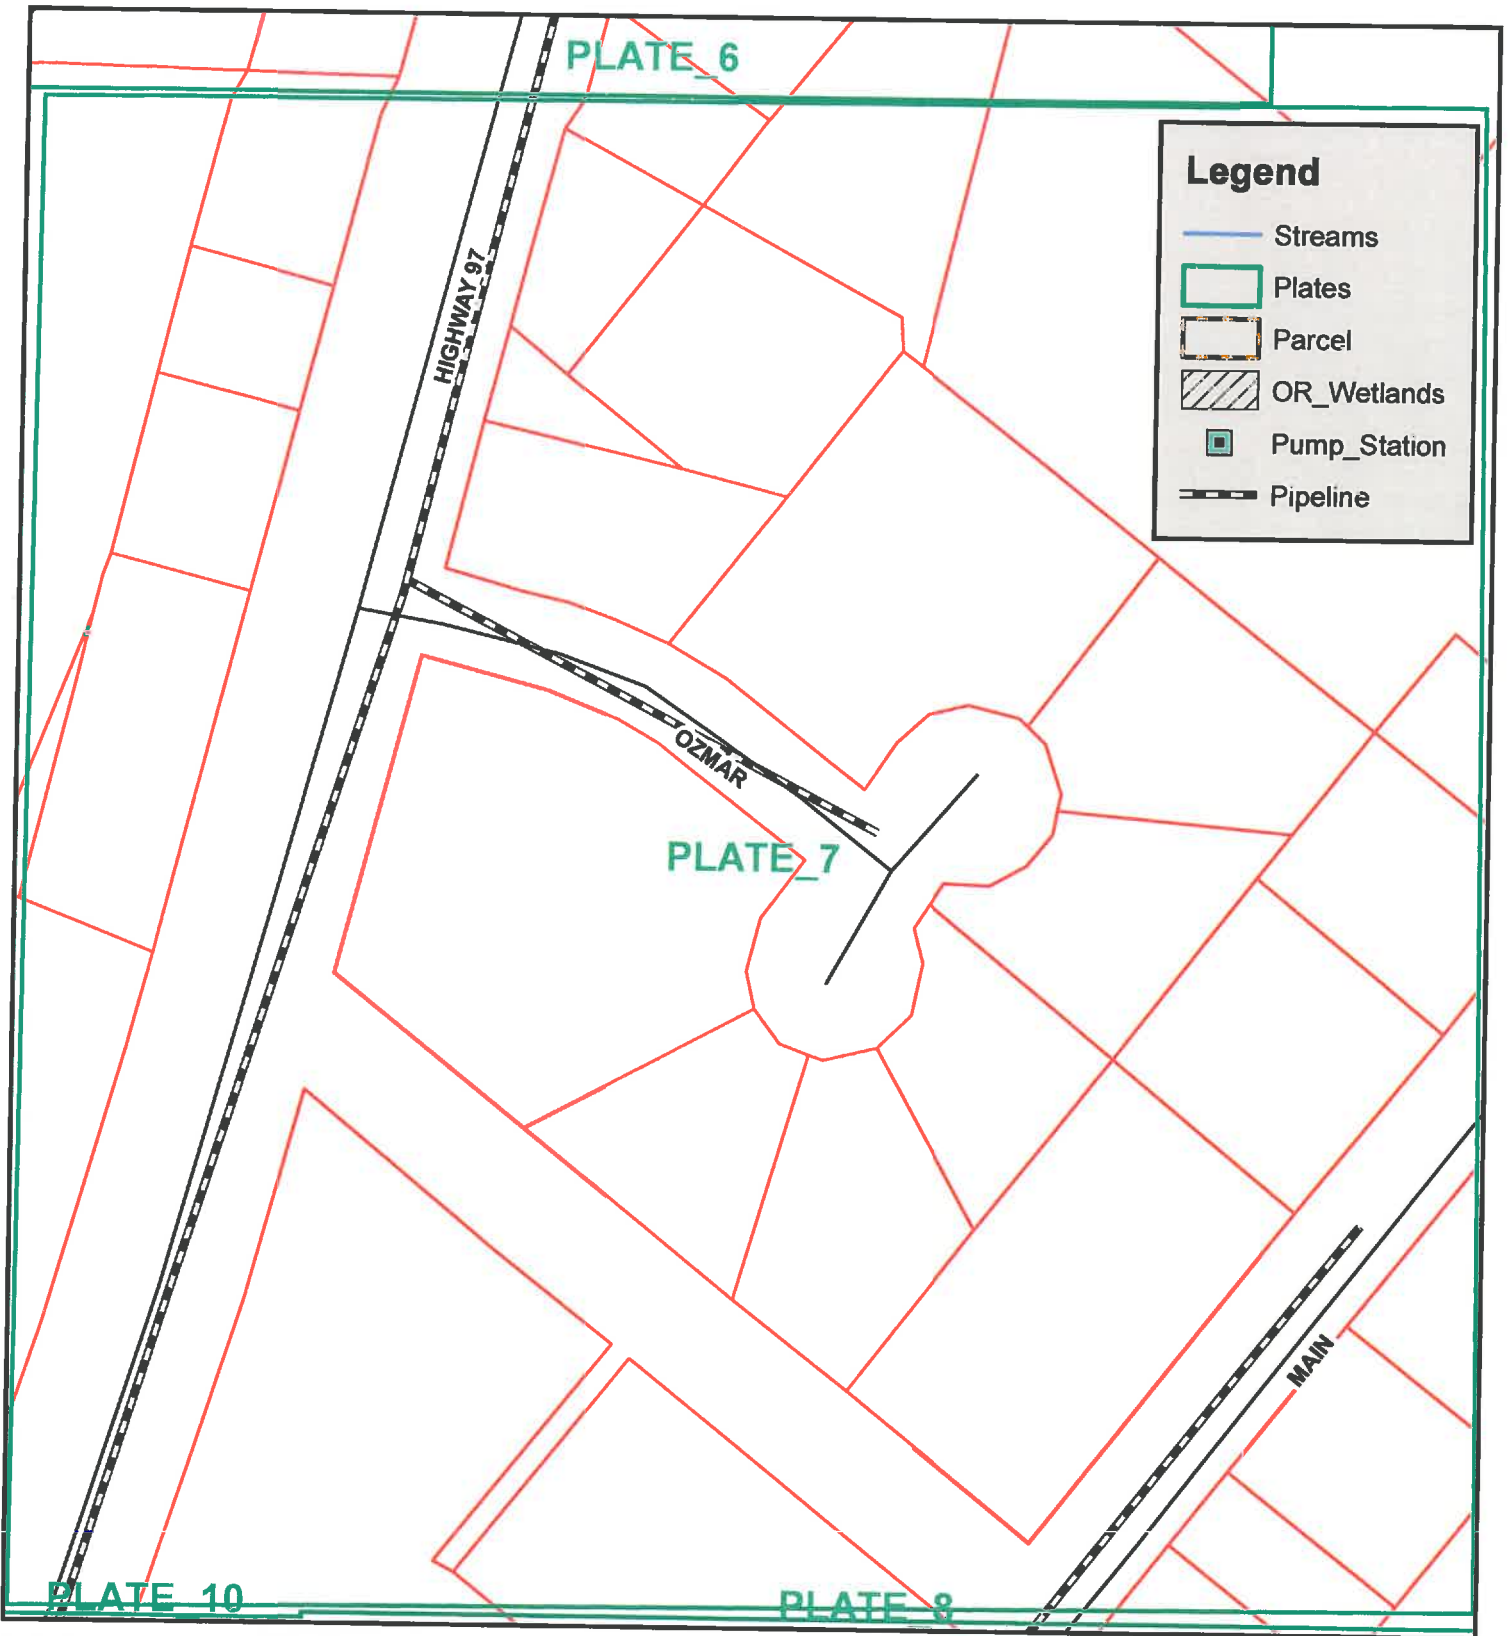 PLATE_6
Legend
Streams
Plates
Parcel
OR_Wetlands
Pump_Station
Pipeline
HIGHWAY 97
OZMAR
PLATE_7
MAIN
PLATE_10
PLATE_8